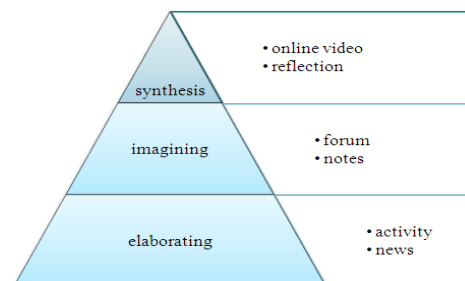 • online video
• reflection
synthesis
• forum
• notes
imagining
• activity
• news
elaborating